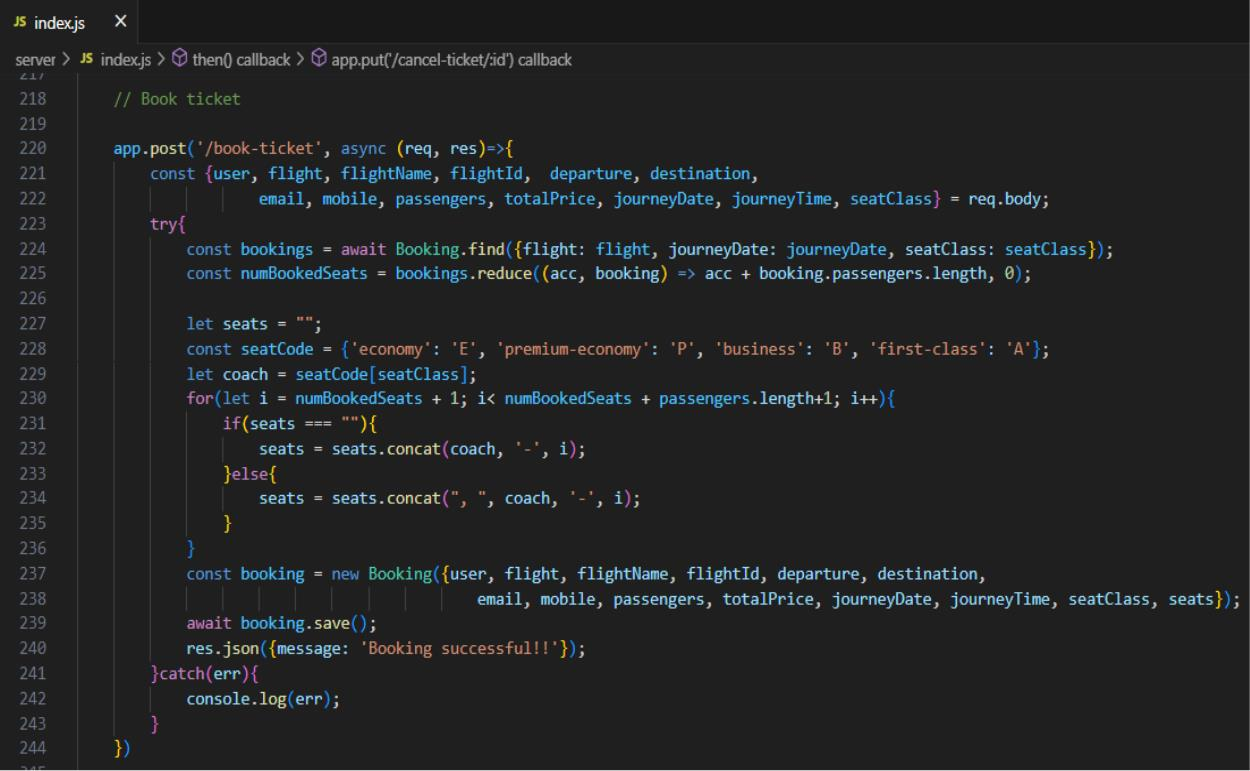 JS index.js ×
server > JS index.js > then() callback > app.put('/cancel-ticket/:id') callback
217
218 // Book ticket
219
220 app.post('/book-ticket', async (req, res)=>{
221 const {user, flight, flightName, flightId,  departure, destination,
222 email, mobile, passengers, totalPrice, journeyDate, journeyTime, seatClass} = req.body;
223 try{
224 const bookings = await Booking.find({flight: flight, journeyDate: journeyDate, seatClass: seatClass});
225 const numBookedSeats = bookings.reduce((acc, booking) => acc + booking.passengers.length, 0);
226
227 let seats = "";
228 const seatCode = {'economy': 'E', 'premium-economy': 'P', 'business': 'B', 'first-class': 'A'};
229 let coach = seatCode[seatClass];
230 for(let i = numBookedSeats + 1; i< numBookedSeats + passengers.length+1; i++){
231 if(seats === ""){
232 seats = seats.concat(coach, '-', i);
233 }else{
234 seats = seats.concat(", ", coach, '-', i);
235 }
236 }
237 const booking = new Booking({user, flight, flightName, flightId, departure, destination,
238 email, mobile, passengers, totalPrice, journeyDate, journeyTime, seatClass, seats});
239 await booking.save();
240 res.json({message: 'Booking successful!!'});
241 }catch(err){
242 console.log(err);
243 }
244 })